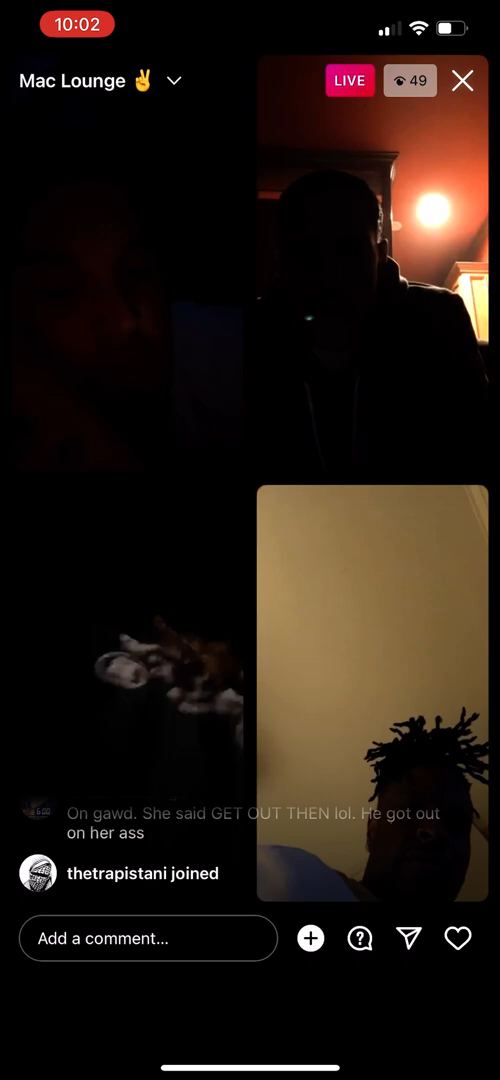 10:02
Mac Lounge ✌️
LIVE
49
On gawd. She said GET OUT THEN lol. He got out
on her ass
thetrapistani joined
Add a comment...